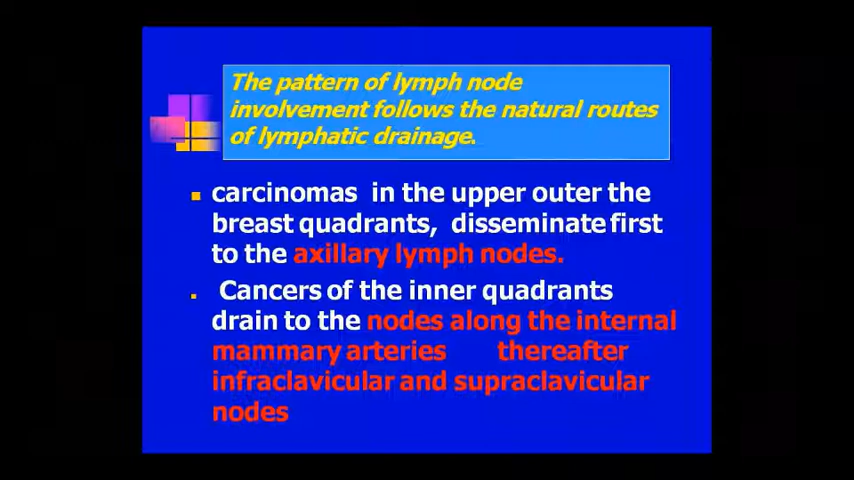 The pattern of lymph node
involvement follows the natural routes
of lymphatic drainage.
carcinomas in the upper outer the
breast quadrants, disseminate first
to the axillary lymph nodes.
Cancers of the inner quadrants
drain to the nodes along the internal
mammary arteries thereafter
infraclavicular and supraclavicular
nodes